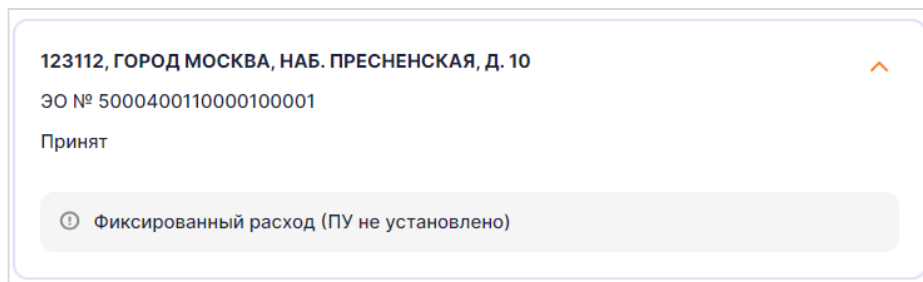 123112, ГОРОД МОСКВА, НАБ. ПРЕСНЕНСКАЯ, Д. 10
ЭО № 5000400110000100001
Принят
Фиксированный расход (ПУ не установлено)